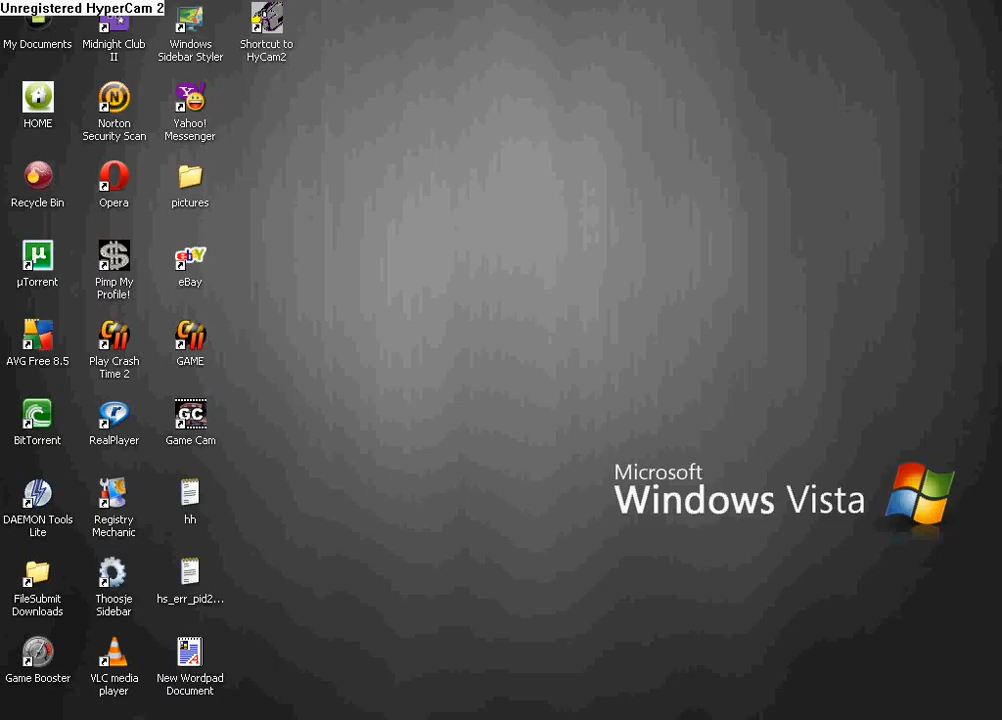 Unregistered HyperCam 2
My Documents
Midnight Club
II
Windows
Sidebar Styler
Shortcut to
HyCam2
HOME
Norton
Security Scan
Yahoo!
Messenger
Recycle Bin
Opera
pictures
µTorrent
Pimp My
Profile!
eBay
AVG Free 8.5
Play Crash
Time 2
GAME
BitTorrent
RealPlayer
GC
Game Cam
DAEMON Tools
Lite
Registry
Mechanic
hh
FileSubmit
Downloads
Thoosje
Sidebar
hs_err_pid2...
Game Booster
VLC media
player
New Wordpad
Document
Microsoft
Windows Vista